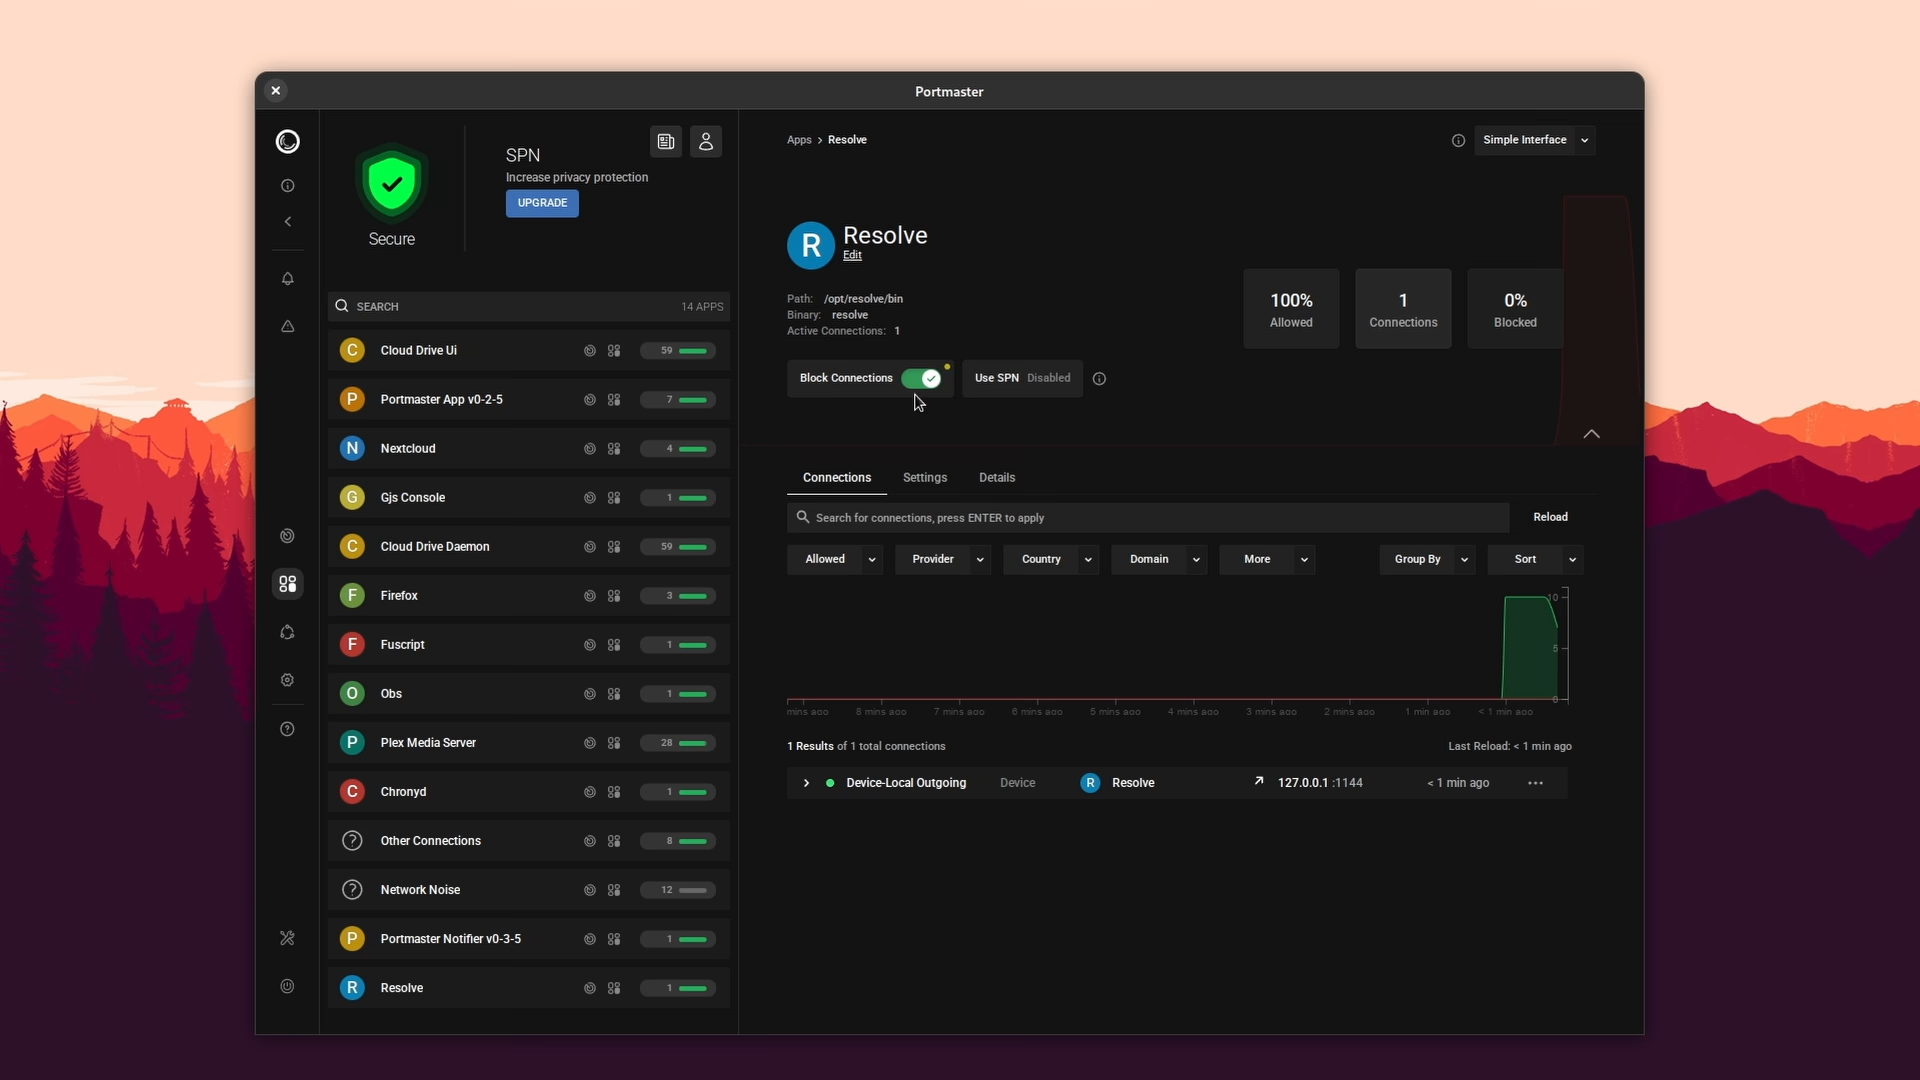 Portmaster
SPN
Increase privacy protection
UPGRADE
Secure
SEARCH 14 APPS
C Cloud Drive Ui 59
P Portmaster App v0-2-5 7
N Nextcloud 4
G Gjs Console 1
C Cloud Drive Daemon 59
F Firefox 3
F Fuscript 1
O Obs 1
P Plex Media Server 28
C Chronyd 1
? Other Connections 8
? Network Noise 12
P Portmaster Notifier v0-3-5 1
R Resolve 1
Apps > Resolve
Simple Interface
R Resolve
Edit
Path: /opt/resolve/bin
Binary: resolve
Active Connections: 1
100% Allowed
1 Connections
0% Blocked
Block Connections
Use SPN Disabled
Connections Settings Details
Search for connections, press ENTER to apply Reload
Allowed Provider Country Domain More Group By Sort
10
5
0
mins ago 8 mins ago 7 mins ago 6 mins ago 5 mins ago 4 mins ago 3 mins ago 2 mins ago 1 min ago < 1 min ago
1 Results of 1 total connections Last Reload: < 1 min ago
Device-Local Outgoing Device R Resolve 127.0.0.1 :1144 < 1 min ago